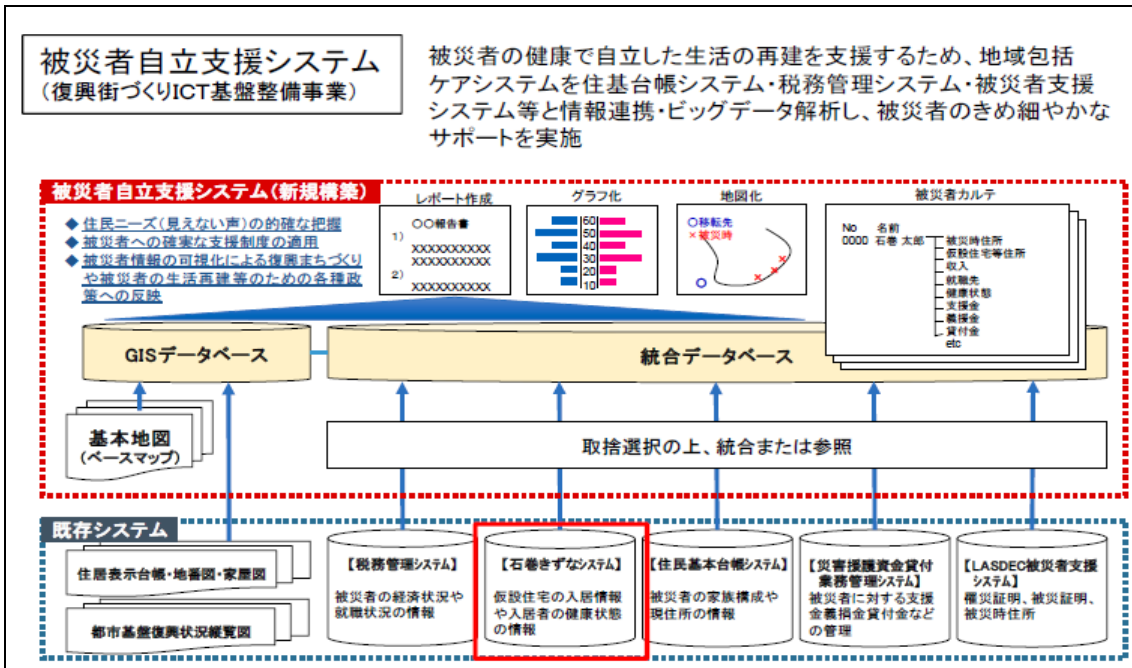 被災者自立支援システム
(復興街づくりICT基盤整備事業)
被災者の健康で自立した生活の再建を支援するため、地域包括
ケアシステムを住基台帳システム・税務管理システム・被災者支援
システム等と情報連携・ビッグデータ解析し、被災者のきめ細やかな
サポートを実施
被災者自立支援システム(新規構築)
◆ 住民ニーズ(見えない声)の的確な把握
◆ 被災者への確実な支援制度の適用
◆ 被災者情報の可視化による復興まちづくり
や被災者の生活再建等のための各種政
策への反映
レポート作成
〇〇報告書
1)
XXXXXXXXXX
XXXXXXXXXX
2)
XXXXXXXXXX
グラフ化
60
50
40
30
20
10
地図化
〇移転先
×被災時
被災者カルテ
No 名前
0000 石巻 太郎
被災時住所
仮設住宅等住所
収入
就職先
健康状態
支援金
義援金
貸付金
etc
GISデータベース
統合データベース
基本地図
(ベースマップ)
取捨選択の上、統合または参照
既存システム
住居表示台帳・地番図・家屋図
都市基盤復興状況縦覧図
【税務管理システム】
被災者の経済状況や
就職状況の情報
【石巻きずなシステム】
仮設住宅の入居情報
や入居者の健康状態
の情報
【住民基本台帳システム】
被災者の家族構成や
現住所の情報
【災害援護資金貸付
業務管理システム】
被災者に対する支援
金義捐金貸付金など
の管理
【LASDEC被災者支援
システム】
罹災証明、被災証明、
被災時住所